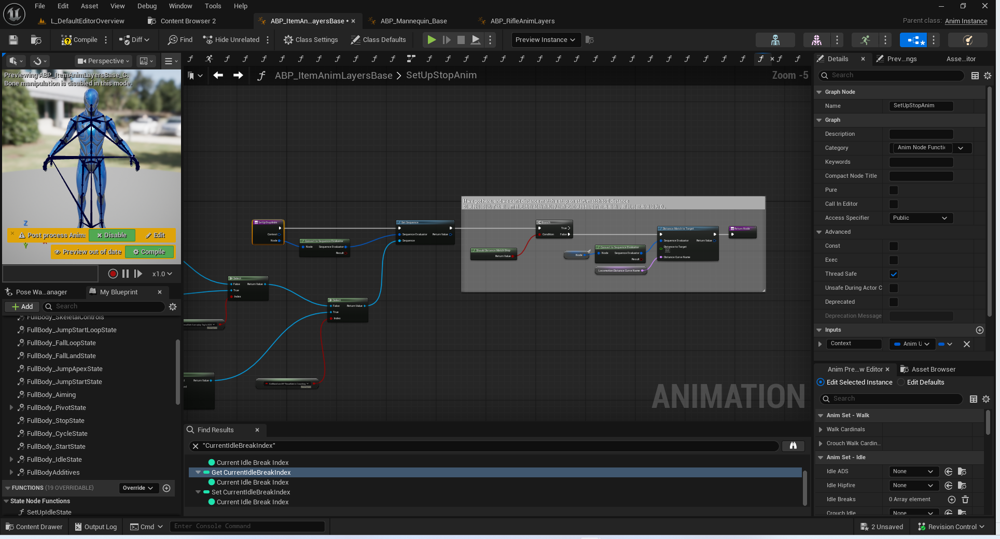 File Edit Asset View Debug Window Tools Help
L_DefaultEditorOverview
Content Browser 2
ABP_ItemAn...ayersBase *
ABP_Mannequin_Base
ABP_RifleAnimLayers
Parent class: Anim Instance
Compile
Diff
Find
Hide Unrelated
Class Settings
Class Defaults
Preview Instance
Perspective
Previewing ABP_ItemAnimLayersBase_C.
Bone manipulation is disabled in this mode.
Z
Y
Post process Anim
Disable
Edit
Preview out of date
Compile
x1.0
Pose Wa...anager
My Blueprint
Add
Search
FullBody_SkeletalControls
FullBody_JumpStartLoopState
FullBody_FallLoopState
FullBody_FallLandState
FullBody_JumpApexState
FullBody_JumpStartState
FullBody_Aiming
FullBody_PivotState
FullBody_StopState
FullBody_CycleState
FullBody_StartState
FullBody_IdleState
FullBodyAdditives
FUNCTIONS (19 OVERRIDABLE)
Override
State Node Functions
SetUpIdleState
ABP_ItemAnimLayersBase > SetUpStopAnim
Zoom -5
If we got here, and we can't distance match a stop on start, match to 0 distance
SetUpStopAnim
Context
Node
Convert to Sequence Evaluator
Node
Sequence Evaluator
Result
Set Sequence
Sequence Evaluator
Return Value
Sequence
Should Distance Match Stop
Return Value
Branch
True
Condition
False
Node
Convert to Sequence Evaluator
Node
Sequence Evaluator
Result
Locomotion Distance Curve Name
Distance Match to Target
Sequence Evaluator
Return Value
Distance to Target
0.0
Distance Curve Name
Return Node
Select
False
Return Value
True
Index
Select
False
Return Value
True
Index
Return Value
ANIMATION
Find Results
"CurrentIdleBreakIndex"
Current Idle Break Index
Get CurrentIdleBreakIndex
Current Idle Break Index
Set CurrentIdleBreakIndex
Current Idle Break Index
Details
Prev...ngs
Asse...itor
Search
Graph Node
Name
SetUpStopAnim
Graph
Description
Category
Anim Node Functi
Keywords
Compact Node Title
Pure
Call In Editor
Access Specifier
Public
Advanced
Const
Exec
Thread Safe
Unsafe During Actor C
Deprecated
Deprecation Message
Inputs
Context
Anim U
Anim Pre...w Editor
Asset Browser
Edit Selected Instance
Edit Defaults
Search
Anim Set - Walk
Walk Cardinals
Crouch Walk Cardin...
Anim Set - Idle
Idle ADS
None
Idle Hipfire
None
Idle Breaks
0 Array element
Crouch Idle
None
Content Drawer
Output Log
Cmd
Enter Console Command
2 Unsaved
Revision Control